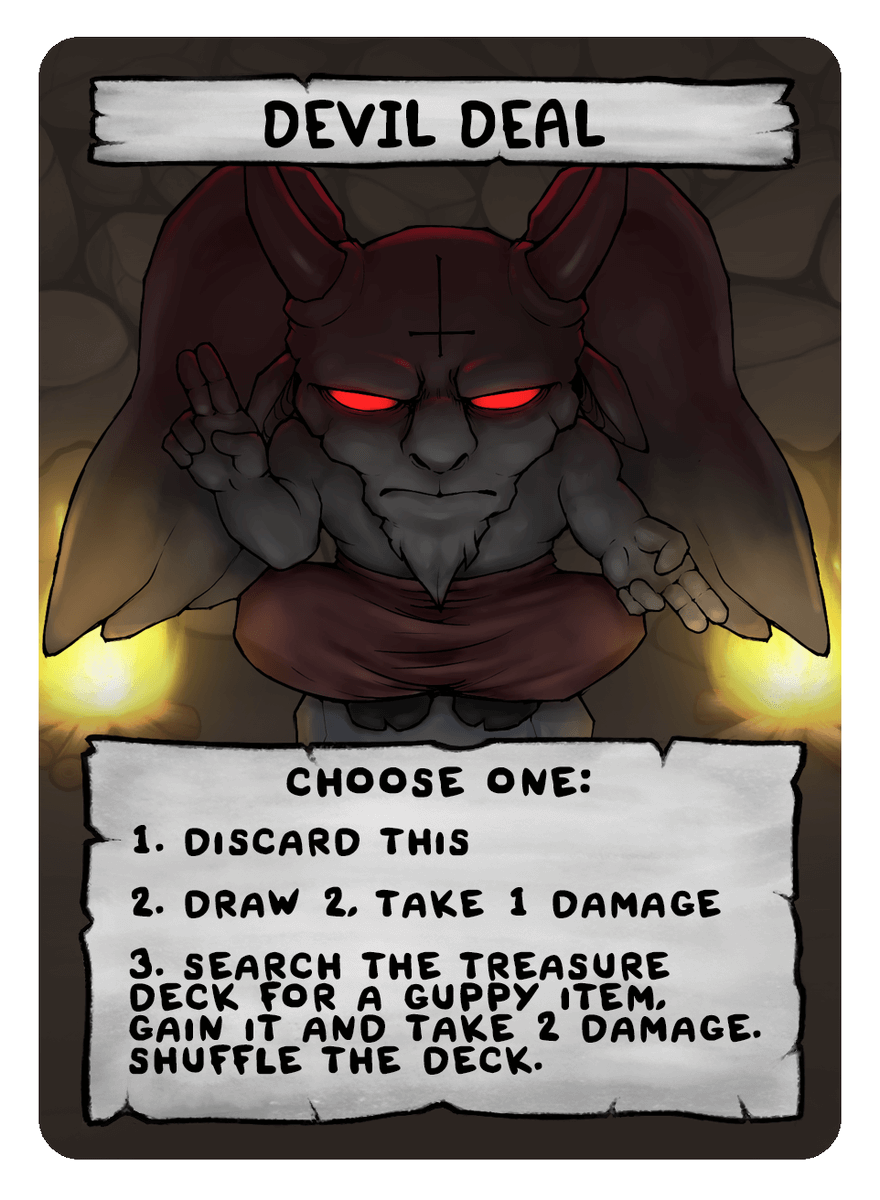 DEVIL DEAL
CHOOSE ONE:
1. DISCARD THIS
2. DRAW 2, TAKE 1 DAMAGE
3. SEARCH THE TREASURE
DECK FOR A GUPPY ITEM,
GAIN IT AND TAKE 2 DAMAGE.
SHUFFLE THE DECK.